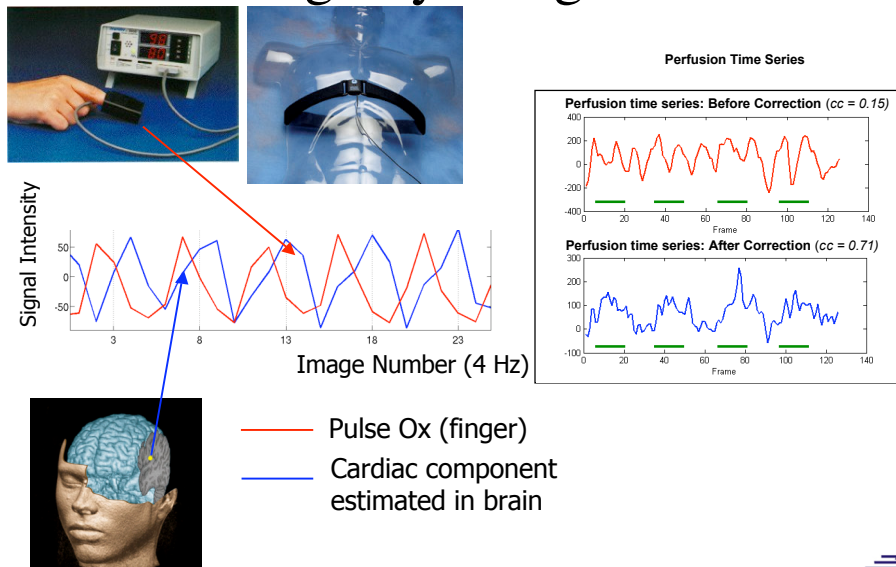 98
80
Perfusion Time Series
Perfusion time series: Before Correction (cc = 0.15)
400
200
0
-200
-400
0 20 40 60 80 100 120 140
Frame
Perfusion time series: After Correction (cc = 0.71)
300
200
100
0
-100
0 20 40 60 80 100 120 140
Frame
Signal Intensity
50
0
-50
3 8 13 18 23
Image Number (4 Hz)
Pulse Ox (finger)
Cardiac component
estimated in brain